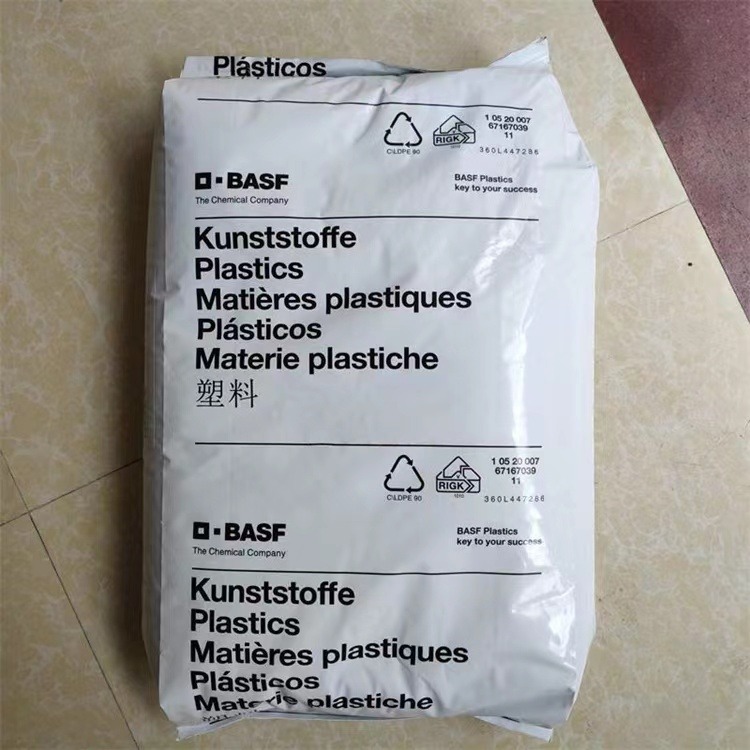 Plásticos
C\LDPE 90
RIGK
1010
1 05 20 007
67167039
11
360L447286
BASF
The Chemical Company
BASF Plastics
key to your success
Kunststoffe
Plastics
Matières plastiques
Plásticos
Materie plastiche
塑料
C\LDPE 90
RIGK
1010
1 05 20 007
67167039
11
360L447286
BASF
The Chemical Company
BASF Plastics
key to your success
Kunststoffe
Plastics
Matières plastiques
Plásticos
Materie plastiche